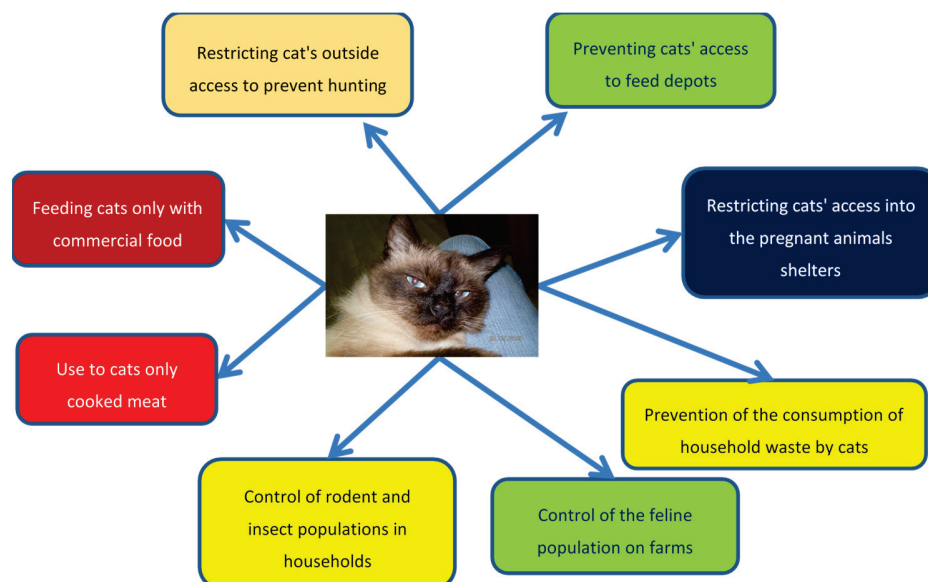 Restricting cat's outside
access to prevent hunting
Preventing cats' access
to feed depots
Feeding cats only with
commercial food
Restricting cats' access into
the pregnant animals
shelters
Use to cats only
cooked meat
Prevention of the consumption of
household waste by cats
Control of rodent and
insect populations in
households
Control of the feline
population on farms